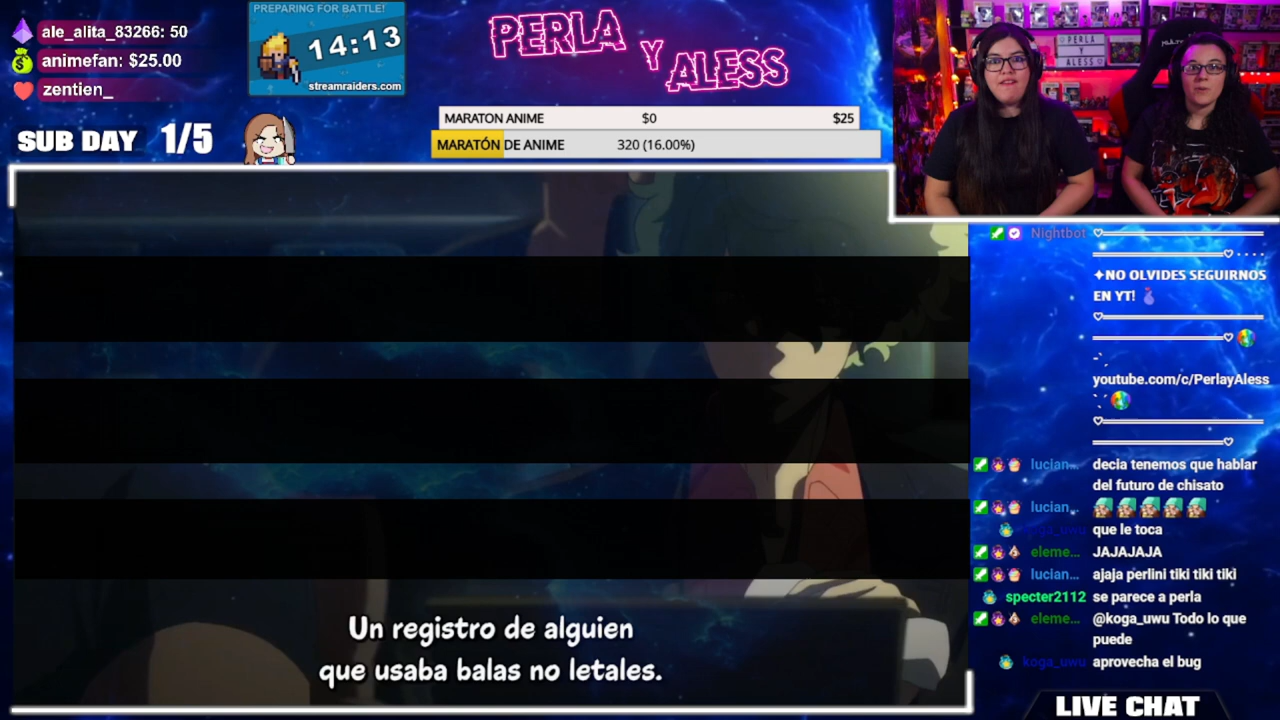 ale_alita_83266: 50
animefan: $25.00
zentien_
PREPARING FOR BATTLE!
14:13
streamraiders.com
SUB DAY 1/5
PERLA
Y
ALESS
MARATON ANIME $0 $25
MARATÓN DE ANIME 320 (16.00%)
PERLA
Y
ALESS
Nightbot
✦NO OLVIDES SEGUIRNOS
EN YT!
youtube.com/c/PerlayAless
lucian... decia tenemos que hablar
del futuro de chisato
lucian...
koga_uwu que le toca
eleme... JAJAJAJA
lucian... ajaja perlini tiki tiki tiki
specter2112 se parece a perla
eleme... @koga_uwu Todo lo que
puede
koga_uwu aprovecha el bug
LIVE CHAT
Un registro de alguien
que usaba balas no letales.